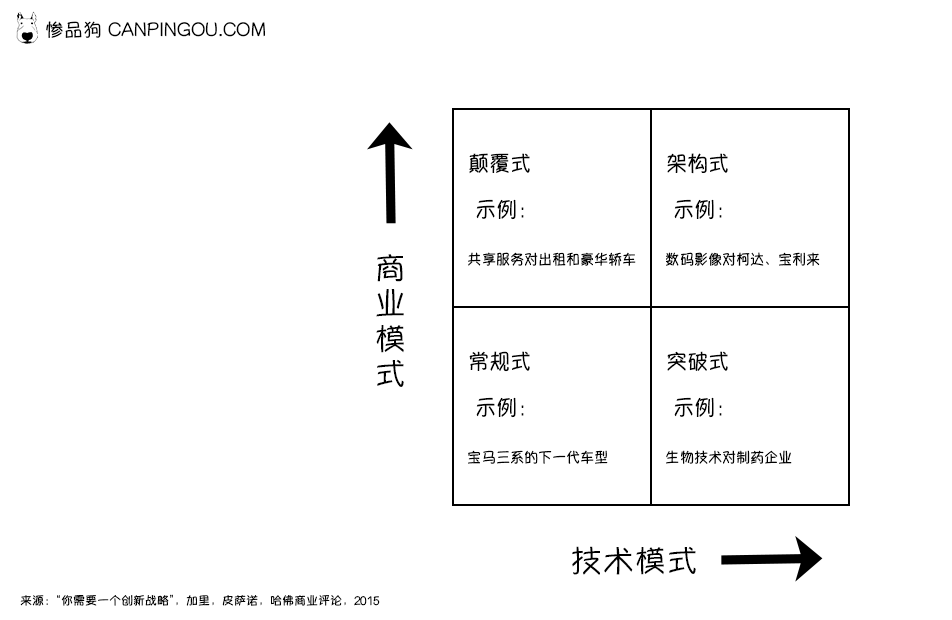 惨品狗 CANPINGOU.COM
商业模式
颠覆式
示例：
共享服务对出租和豪华轿车
架构式
示例：
数码影像对柯达、宝利来
常规式
示例：
宝马三系的下一代车型
突破式
示例：
生物技术对制药企业
技术模式
来源：“你需要一个创新战略”，加里，皮萨诺，哈佛商业评论，2015